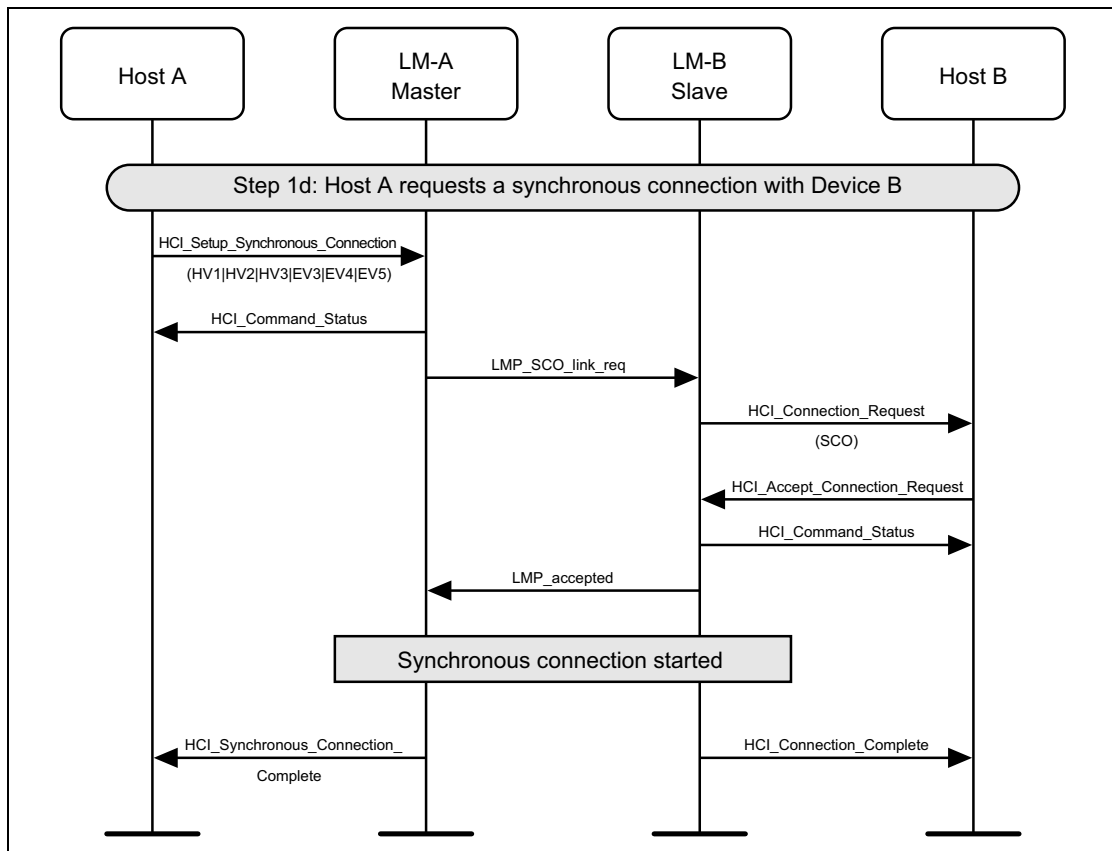 Host A
LM-A
Master
LM-B
Slave
Host B
Step 1d: Host A requests a synchronous connection with Device B
HCI_Setup_Synchronous_Connection
(HV1|HV2|HV3|EV3|EV4|EV5)
HCI_Command_Status
LMP_SCO_link_req
HCI_Connection_Request
(SCO)
HCI_Accept_Connection_Request
HCI_Command_Status
LMP_accepted
Synchronous connection started
HCI_Synchronous_Connection_
Complete
HCI_Connection_Complete